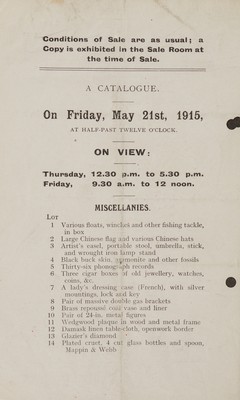 Conditions of Sale are as usual; a
Copy is exhibited in the Sale Room at
the time of Sale.
A CATALOGUE.
On Friday, May 21st, 1915,
AT HALF-PAST TWELVE O'CLOCK.
ON VIEW:
Thursday, 12.30 p.m. to 5.30 p.m.
Friday, 9.30 a.m. to 12 noon.
MISCELLANIES.
LOT
1 Various floats, winches and other fishing tackle,
in box
2 Large Chinese flag and various Chinese hats
3 Artist's easel, portable stool, umbrella, stick,
and wrought iron lamp stand
4 Black buck skin, ammonite and other fossils
5 Thirty-six phonograph records
6 Three cigar boxes of old jewellery, watches,
coins, &c.
7 A lady's dressing case (French), with silver
mountings, lock and key
8 Pair of massive double gas brackets
9 Brass repoussé rose vase and liner
10 Pair of 24-in. metal figures
11 Wedgwood plaque in wood and metal frame
12 Damask linen table-cloth, openwork border
13 Glazier's diamond
14 Plated cruet, 4 cut glass bottles and spoon,
Mappin & Webb